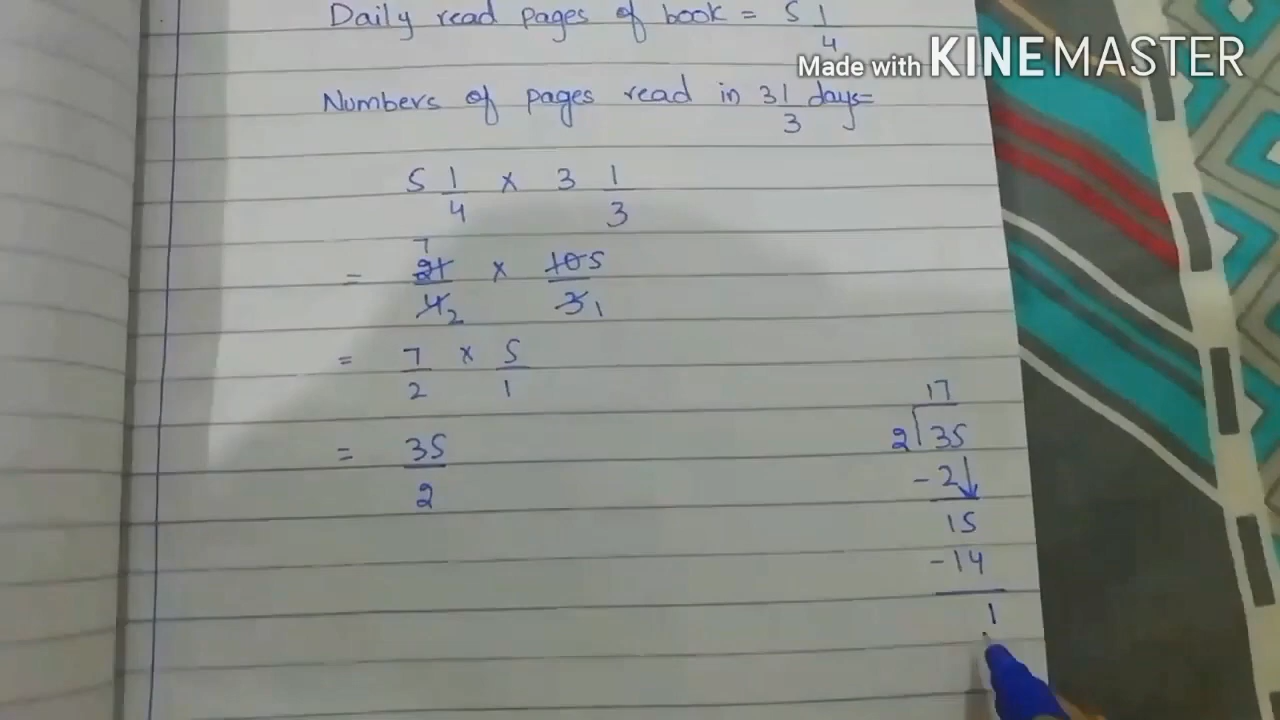 Daily read pages of book = 5 1/4
Made with KINEMASTER
Numbers of pages read in 3 1/3 days=
5 1/4 x 3 1/3
7 5
= 21/4 2 x 10/3 1
= 7/2 x 5/1
= 35/2
17
2 35
- 2
15
- 14
1